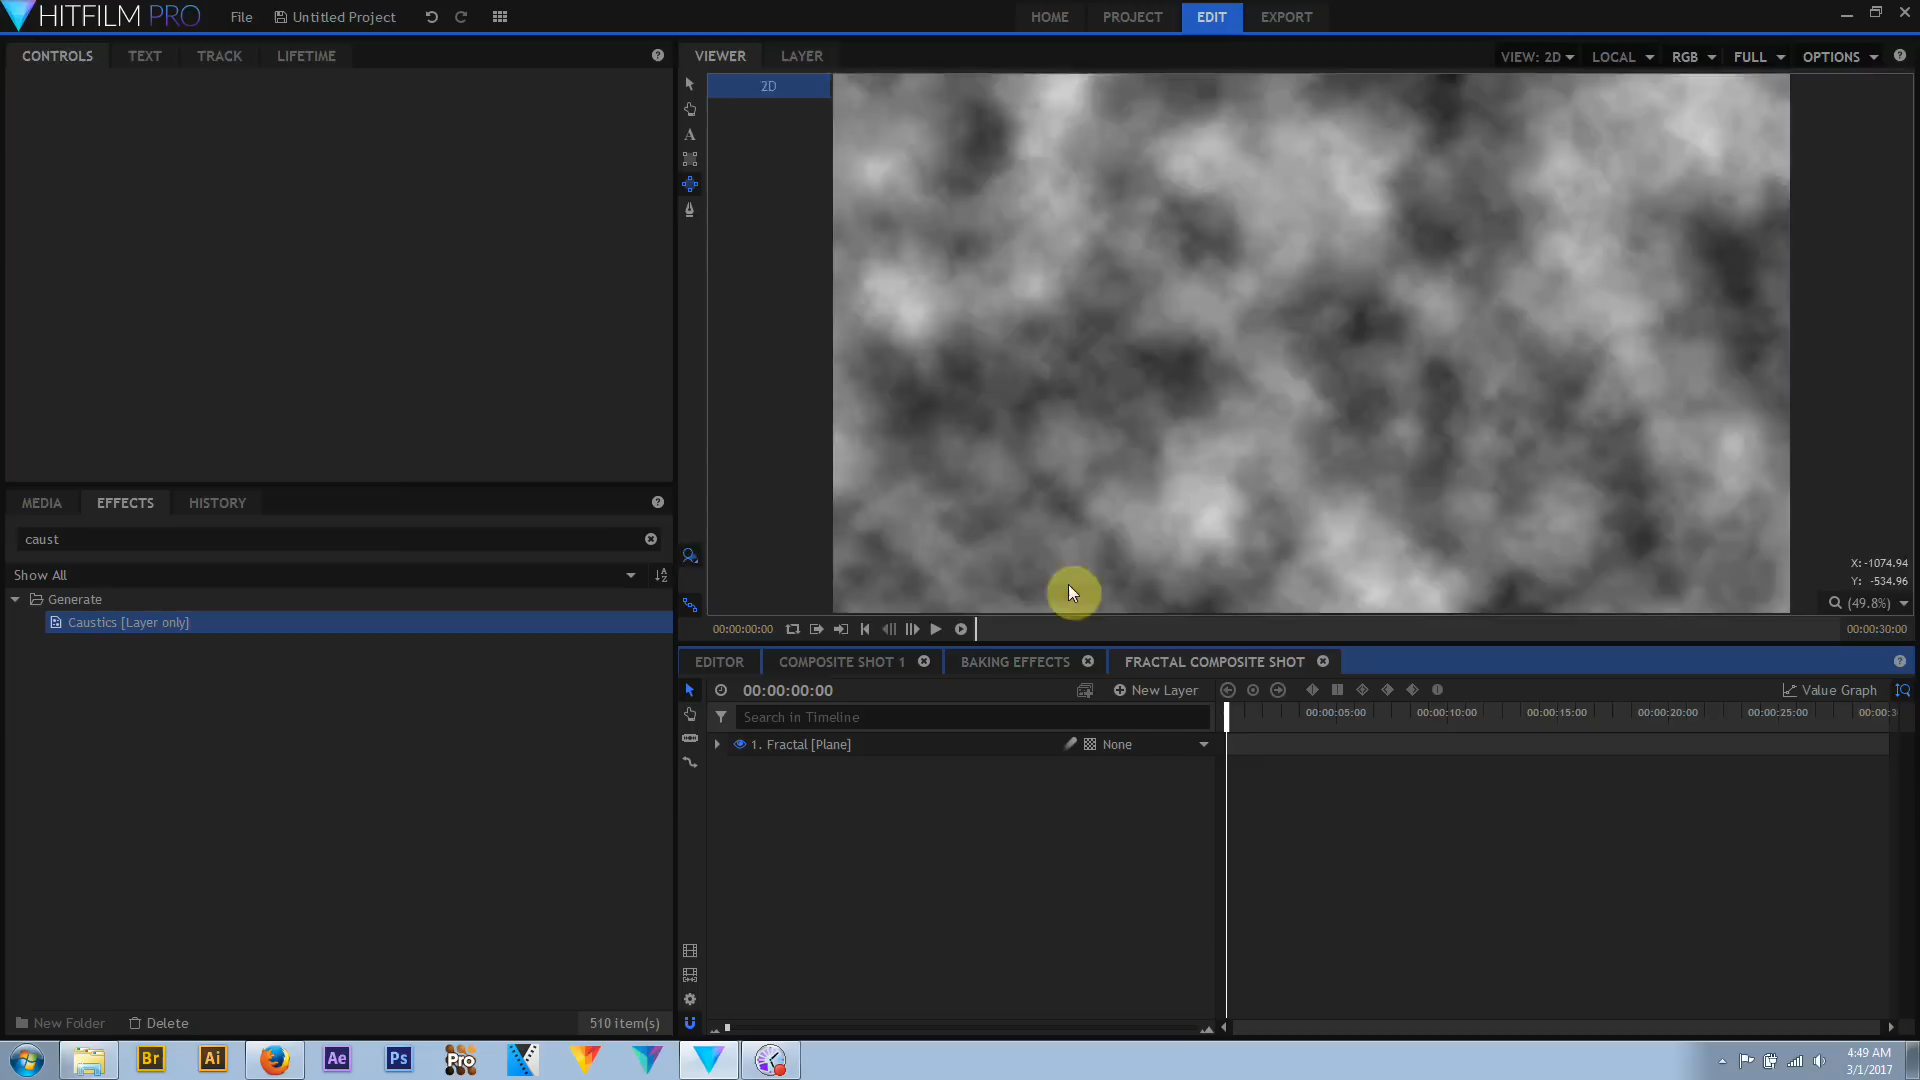 HITFILM PRO
File
Untitled Project
HOME
PROJECT
EDIT
EXPORT
CONTROLS
TEXT
TRACK
LIFETIME
VIEWER
LAYER
VIEW: 2D
LOCAL
RGB
FULL
OPTIONS
2D
A
MEDIA
EFFECTS
HISTORY
caust
Show All
Generate
Caustics [Layer only]
X: -1074.94
Y: -534.96
(49.8%)
00:00:00:00
00:00:30:00
EDITOR
COMPOSITE SHOT 1
BAKING EFFECTS
FRACTAL COMPOSITE SHOT
00:00:00:00
New Layer
Value Graph
Search in Timeline
00:00:05:00
00:00:10:00
00:00:15:00
00:00:20:00
00:00:25:00
00:00:3
1. Fractal [Plane]
None
New Folder
Delete
510 item(s)
Br
Ai
Ae
Ps
Pro
4:49 AM
3/1/2017